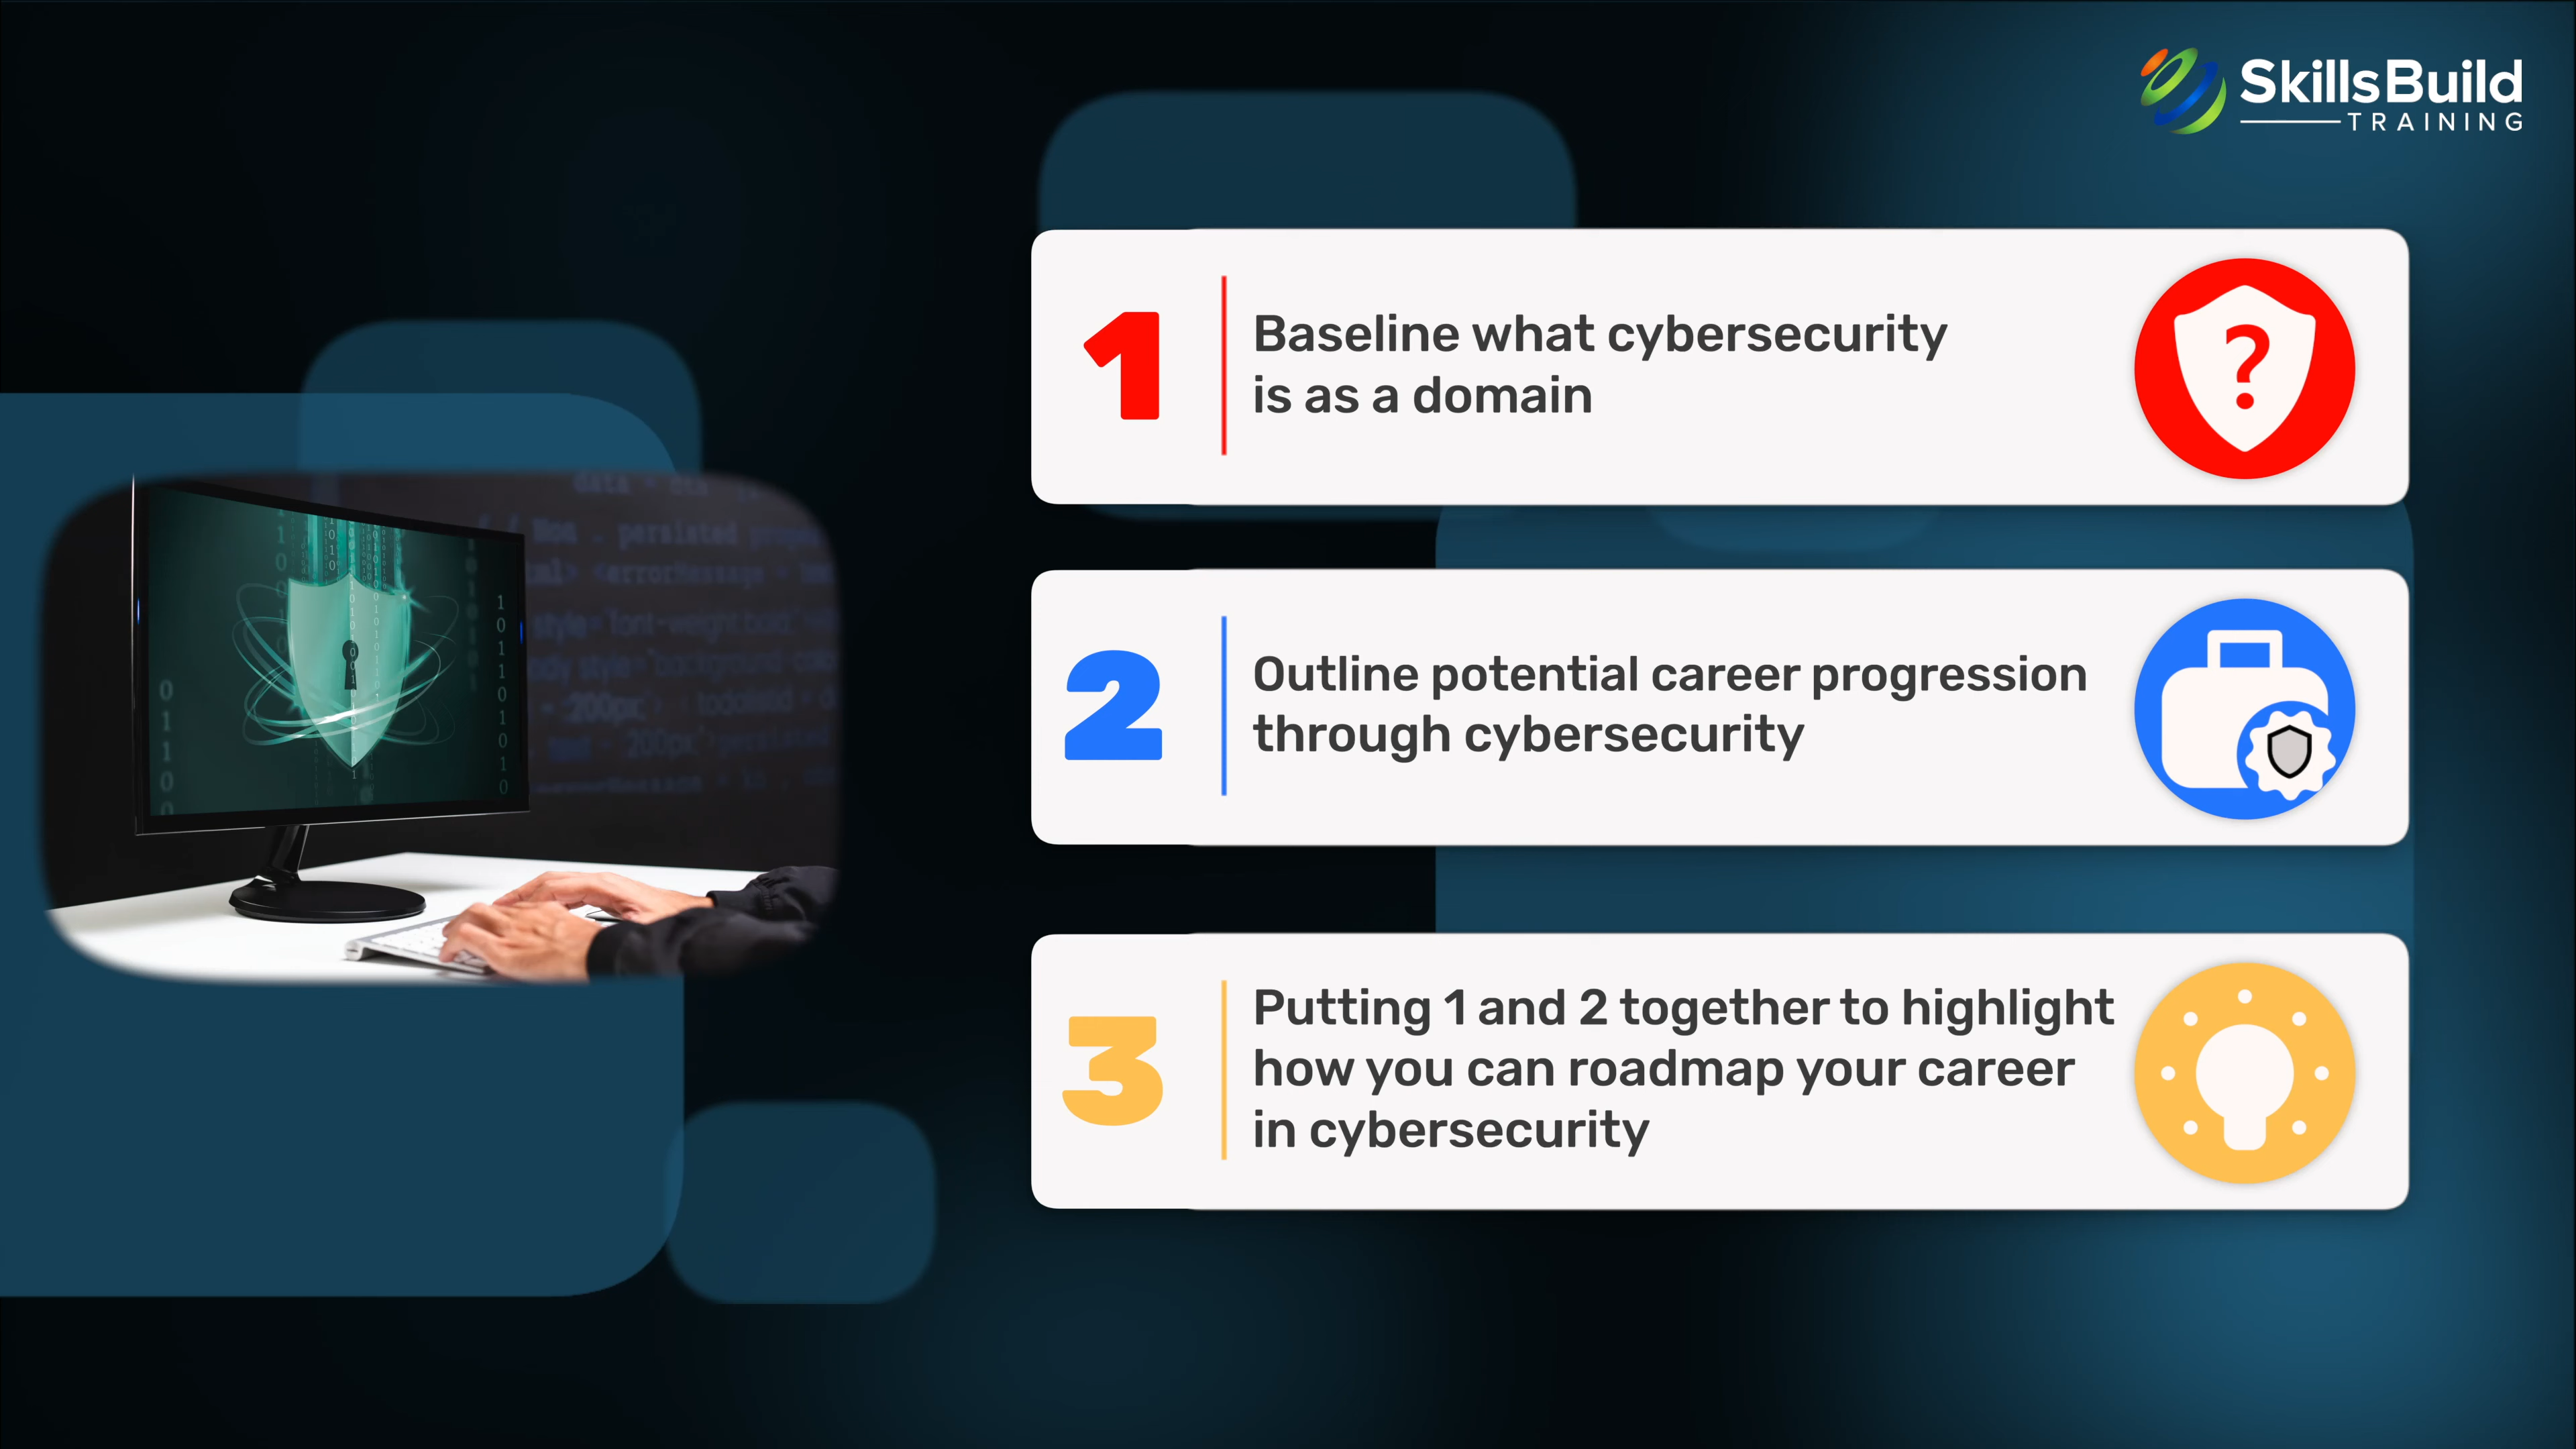 SkillsBuild
TRAINING
1
Baseline what cybersecurity
is as a domain
?
2
Outline potential career progression
through cybersecurity
3
Putting 1 and 2 together to highlight
how you can roadmap your career
in cybersecurity